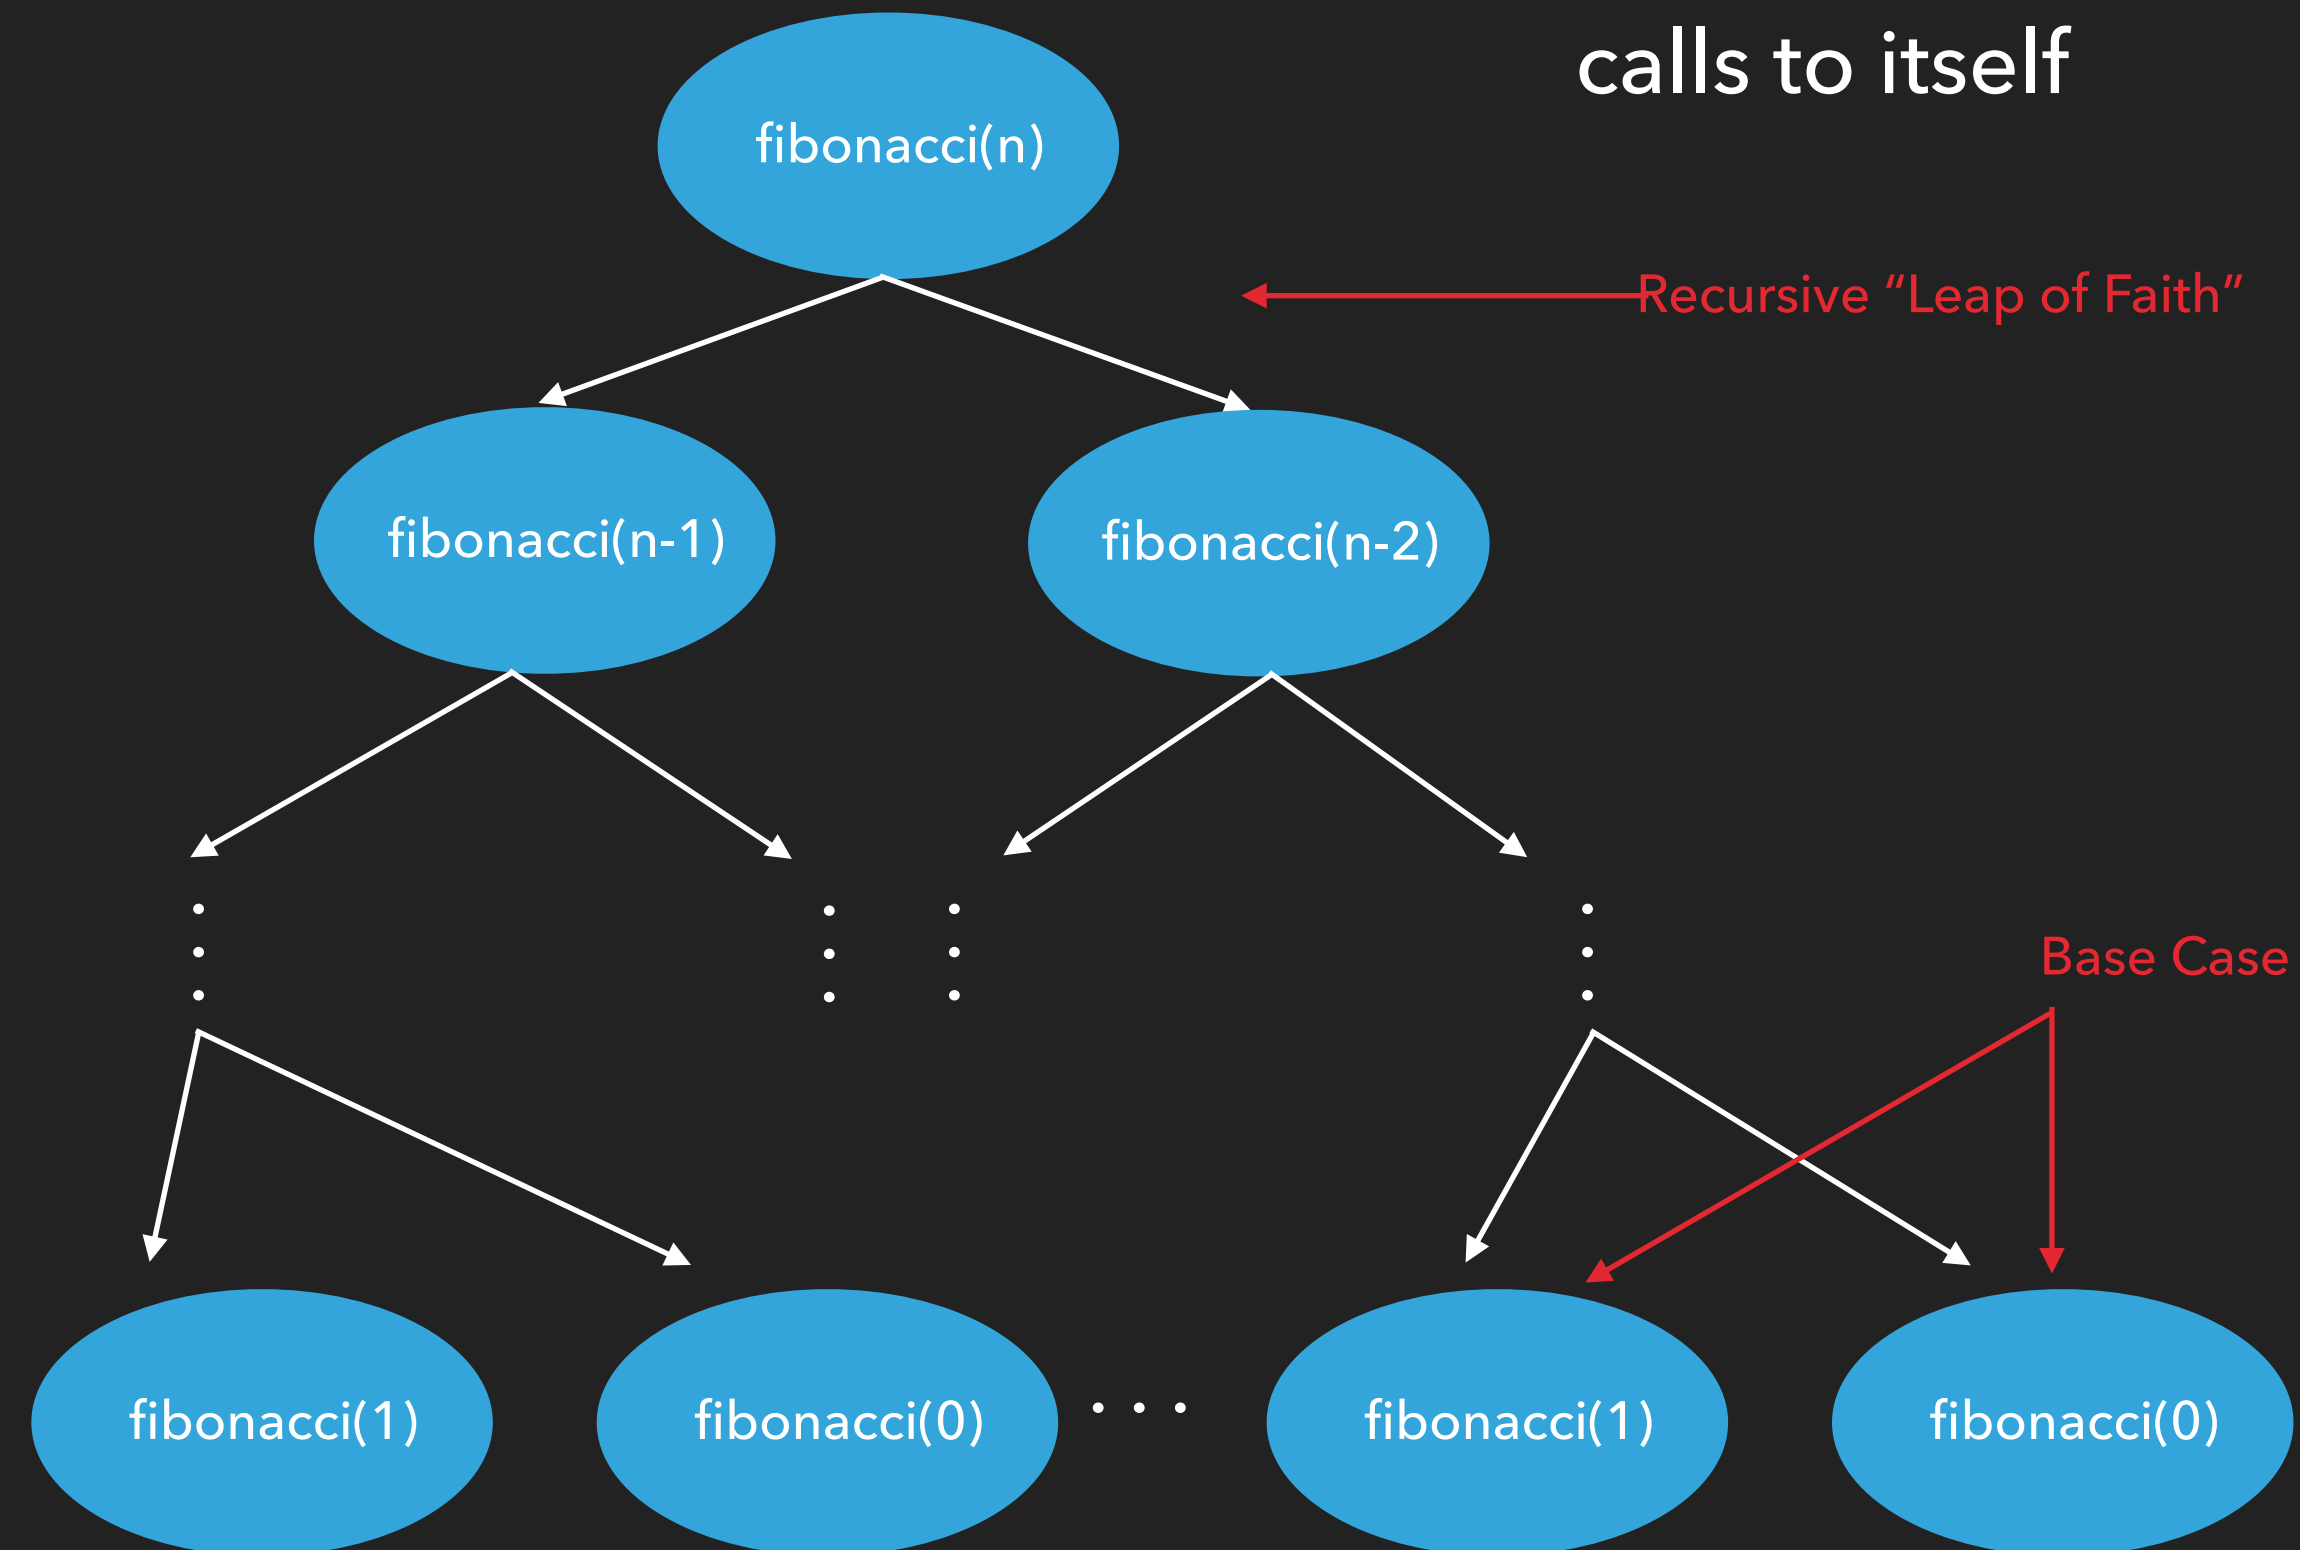 calls to itself
fibonacci(n)
Recursive “Leap of Faith”
fibonacci(n-1)
fibonacci(n-2)
Base Case
fibonacci(1)
fibonacci(0)
. . .
fibonacci(1)
fibonacci(0)